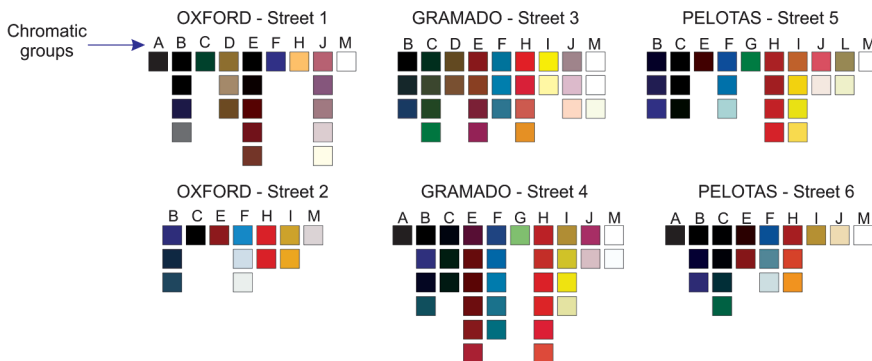 OXFORD - Street 1
GRAMADO - Street 3
PELOTAS - Street 5
Chromatic
groups
A B C D E F H J M
B C D E F H I J M
B C E F G H I J L M
OXFORD - Street 2
GRAMADO - Street 4
PELOTAS - Street 6
B C E F H I M
A B C E F G H I J M
A B C E F H I J M